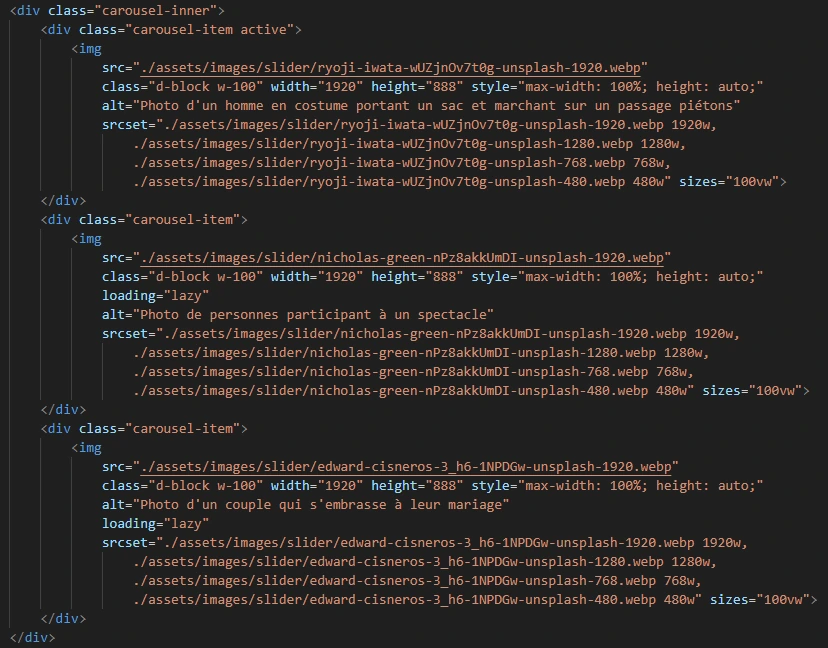 <div class="carousel-inner">
<div class="carousel-item active">
<img
src="./assets/images/slider/ryoji-iwata-wUZjnOv7t0g-unsplash-1920.webp"
class="d-block w-100" width="1920" height="888" style="max-width: 100%; height: auto;"
alt="Photo d'un homme en costume portant un sac et marchant sur un passage piétons"
srcset="./assets/images/slider/ryoji-iwata-wUZjnOv7t0g-unsplash-1920.webp 1920w,
./assets/images/slider/ryoji-iwata-wUZjnOv7t0g-unsplash-1280.webp 1280w,
./assets/images/slider/ryoji-iwata-wUZjnOv7t0g-unsplash-768.webp 768w,
./assets/images/slider/ryoji-iwata-wUZjnOv7t0g-unsplash-480.webp 480w" sizes="100vw">
</div>
<div class="carousel-item">
<img
src="./assets/images/slider/nicholas-green-nPz8akkUmDI-unsplash-1920.webp"
class="d-block w-100" width="1920" height="888" style="max-width: 100%; height: auto;"
loading="lazy"
alt="Photo de personnes participant à un spectacle"
srcset="./assets/images/slider/nicholas-green-nPz8akkUmDI-unsplash-1920.webp 1920w,
./assets/images/slider/nicholas-green-nPz8akkUmDI-unsplash-1280.webp 1280w,
./assets/images/slider/nicholas-green-nPz8akkUmDI-unsplash-768.webp 768w,
./assets/images/slider/nicholas-green-nPz8akkUmDI-unsplash-480.webp 480w" sizes="100vw">
</div>
<div class="carousel-item">
<img
src="./assets/images/slider/edward-cisneros-3_h6-1NPDGw-unsplash-1920.webp"
class="d-block w-100" width="1920" height="888" style="max-width: 100%; height: auto;"
alt="Photo d'un couple qui s'embrasse à leur mariage"
loading="lazy"
srcset="./assets/images/slider/edward-cisneros-3_h6-1NPDGw-unsplash-1920.webp 1920w,
./assets/images/slider/edward-cisneros-3_h6-1NPDGw-unsplash-1280.webp 1280w,
./assets/images/slider/edward-cisneros-3_h6-1NPDGw-unsplash-768.webp 768w,
./assets/images/slider/edward-cisneros-3_h6-1NPDGw-unsplash-480.webp 480w" sizes="100vw">
</div>
</div>